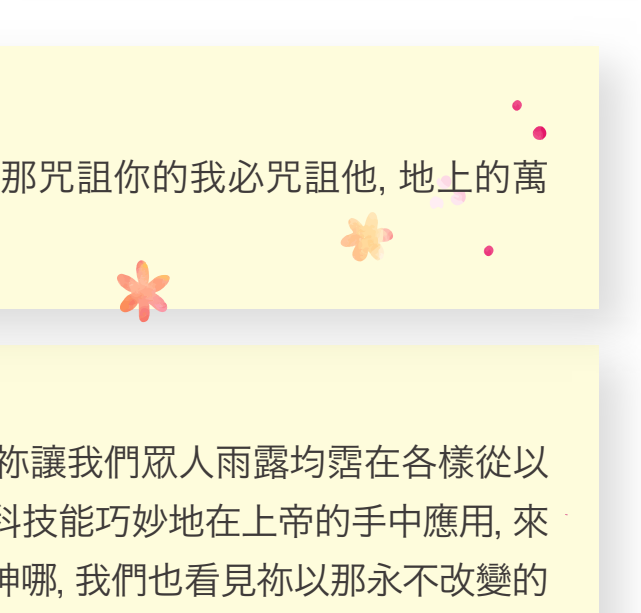 那咒詛你的我必咒詛他, 地上的萬
祢讓我們眾人雨露均霑在各樣從以
科技能巧妙地在上帝的手中應用, 來
神哪, 我們也看見祢以那永不改變的